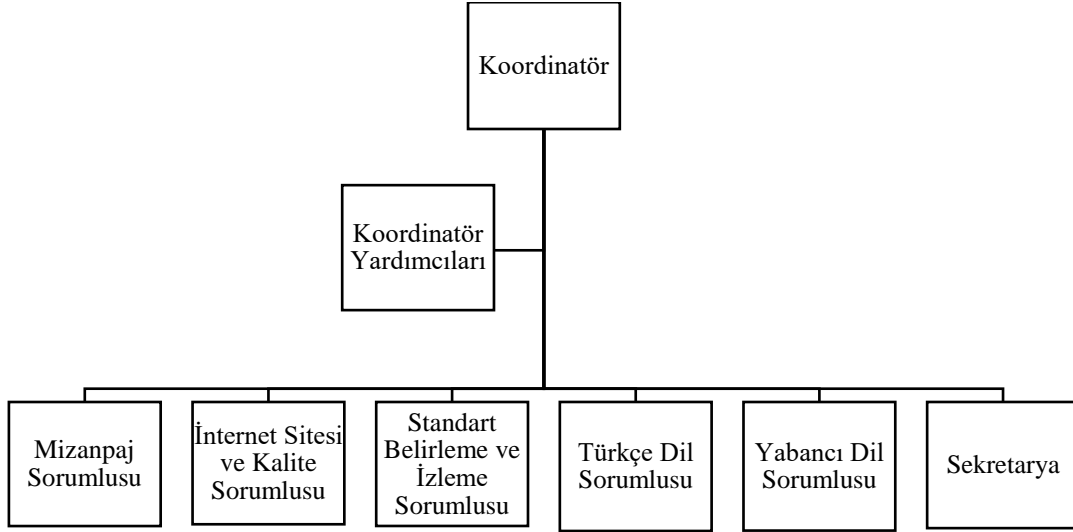 Koordinatör
Koordinatör
Yardımcıları
Mizanpaj
Sorumlusu
İnternet Sitesi
ve Kalite
Sorumlusu
Standart
Belirleme ve
İzleme
Sorumlusu
Türkçe Dil
Sorumlusu
Yabancı Dil
Sorumlusu
Sekretarya